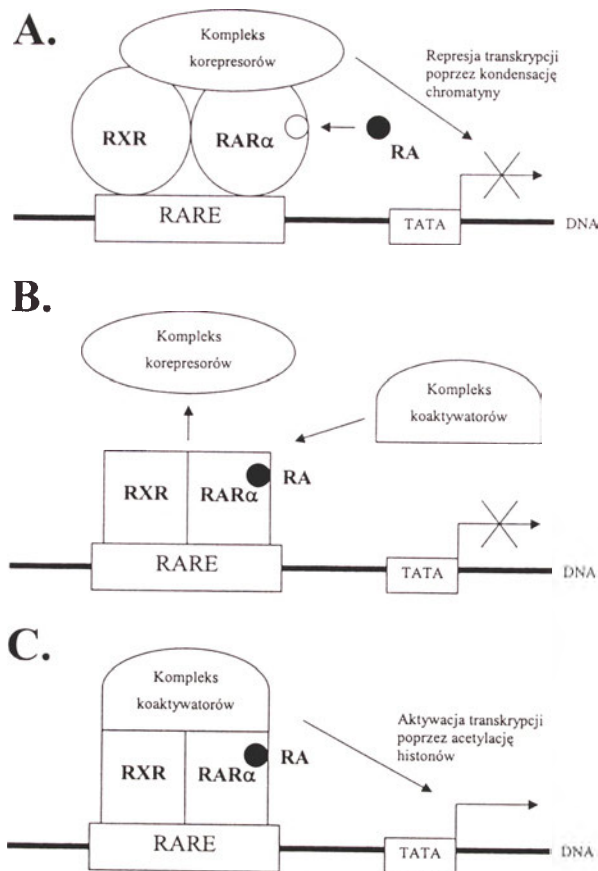 A.
Kompleks
korepresorów
Represja transkrypcji
poprzez kondensację
chromatyny
RXR
RARα
RA
RARE
TATA
DNA
B.
Kompleks
korepresorów
Kompleks
koaktywatorów
RXR
RARα
RA
RARE
TATA
DNA
C.
Kompleks
koaktywatorów
Aktywacja transkrypcji
poprzez acetylację
histonów
RXR
RARα
RA
RARE
TATA
DNA